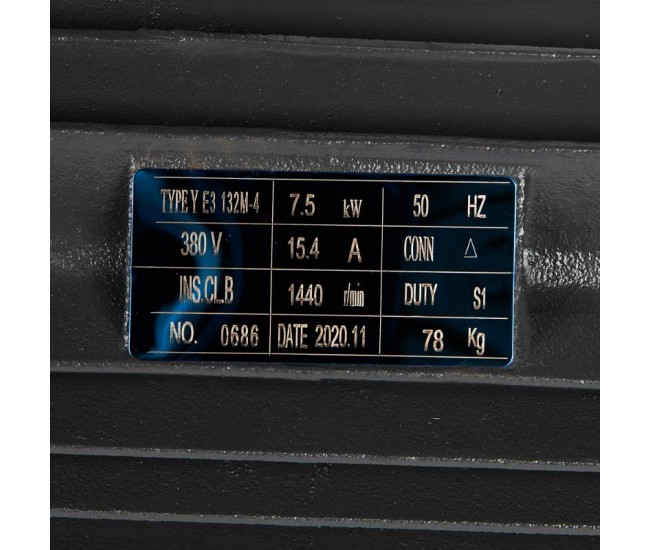 TYPE Y E3 132M-4 7.5 kW 50 HZ
380 V 15.4 A CONN △
INS.CL.B 1440 r/min DUTY S1
NO. 0686 DATE 2020.11 78 Kg